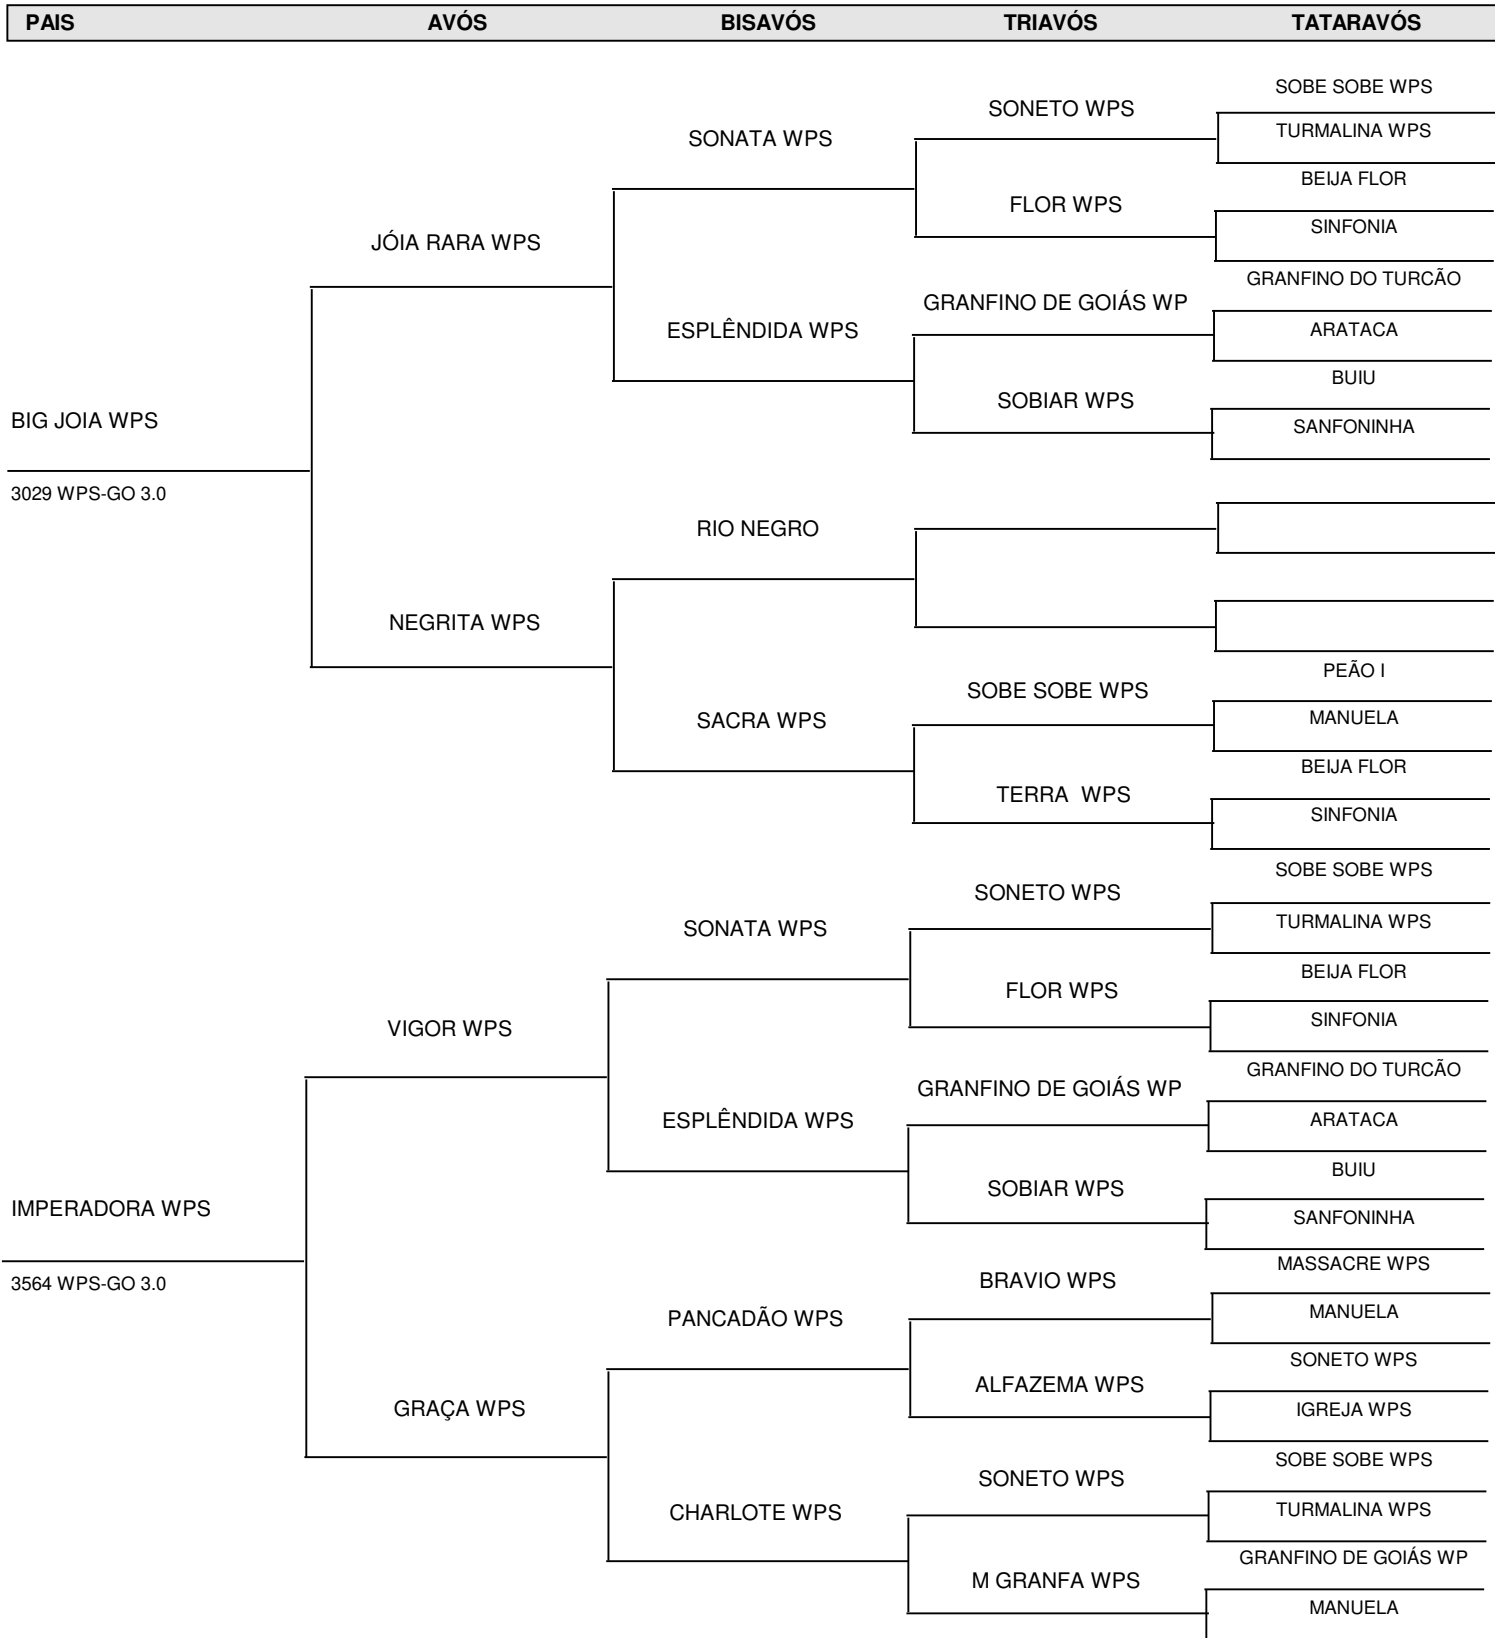 PAIS AVÓS BISAVÓS TRIAVÓS TATARAVÓS
SOBE SOBE WPS
SONETO WPS
TURMALINA WPS
SONATA WPS
BEIJA FLOR
FLOR WPS
SINFONIA
JÓIA RARA WPS
GRANFINO DO TURCÃO
GRANFINO DE GOIÁS WP
ESPLÊNDIDA WPS
ARATACA
BUIU
SOBIAR WPS
BIG JOIA WPS
SANFONINHA
3029 WPS-GO 3.0
RIO NEGRO
NEGRITA WPS
PEÃO I
SOBE SOBE WPS
SACRA WPS
MANUELA
BEIJA FLOR
TERRA WPS
SINFONIA
SOBE SOBE WPS
SONETO WPS
SONATA WPS
TURMALINA WPS
BEIJA FLOR
FLOR WPS
SINFONIA
VIGOR WPS
GRANFINO DO TURCÃO
GRANFINO DE GOIÁS WP
ESPLÊNDIDA WPS
ARATACA
BUIU
SOBIAR WPS
IMPERADORA WPS
SANFONINHA
MASSACRE WPS
3564 WPS-GO 3.0
BRAVIO WPS
PANCADÃO WPS
MANUELA
SONETO WPS
ALFAZEMA WPS
GRAÇA WPS
IGREJA WPS
SOBE SOBE WPS
SONETO WPS
CHARLOTE WPS
TURMALINA WPS
GRANFINO DE GOIÁS WP
M GRANFA WPS
MANUELA